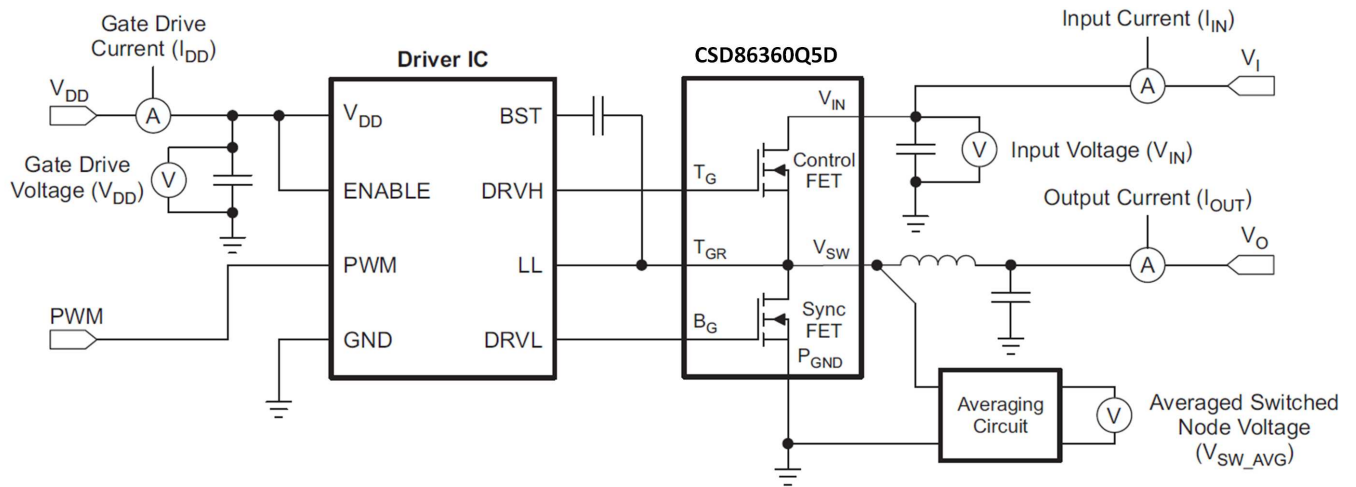 Gate Drive
Current (IDD)
Input Current (IIN)
Driver IC
CSD86360Q5D
VDD
A
VDD
BST
VIN
A
VI
Gate Drive
Voltage (VDD)
V
ENABLE
DRVH
TG
Control
FET
V
Input Voltage (VIN)
Output Current (IOUT)
PWM
LL
TGR
VSW
A
VO
PWM
GND
DRVL
BG
Sync
FET
PGND
Averaging
Circuit
V
Averaged Switched
Node Voltage
(VSW_AVG)